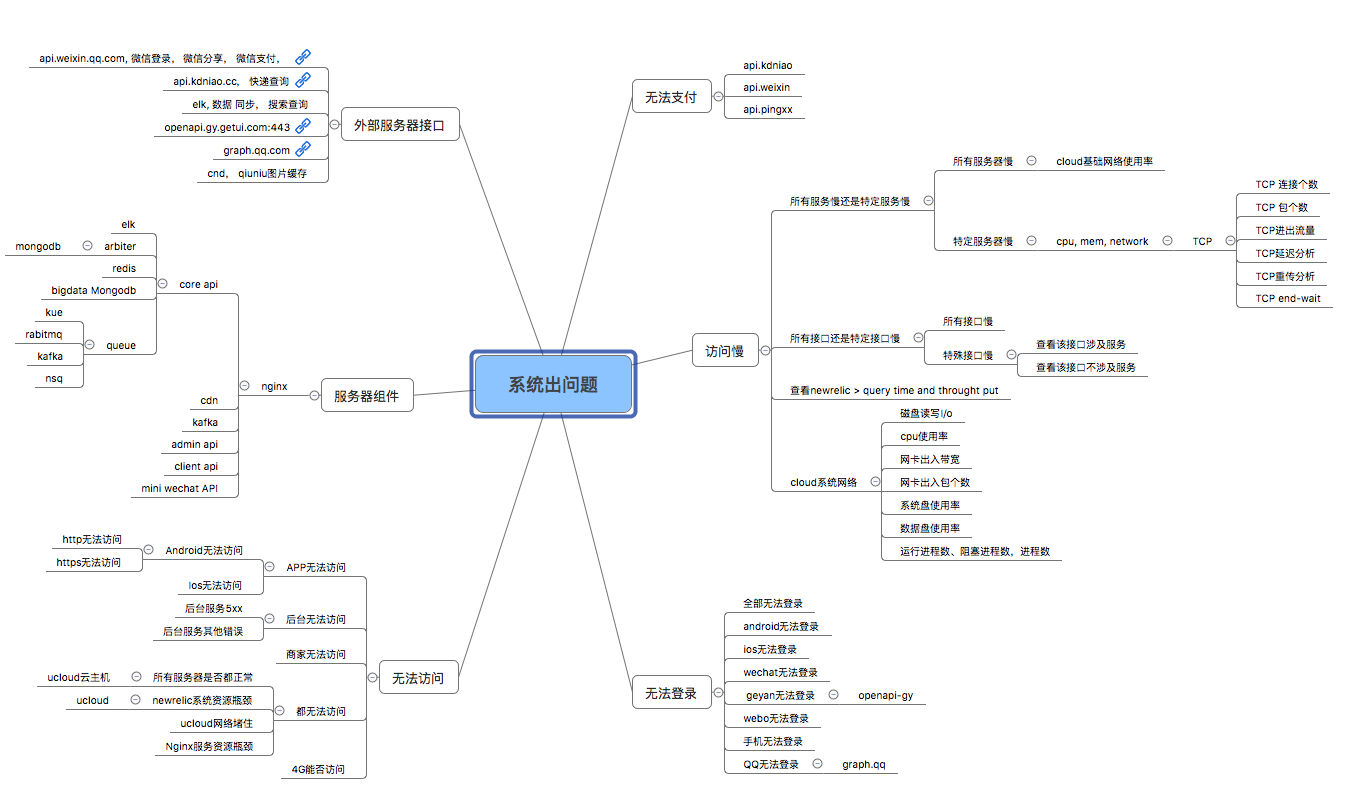 系统出问题
无法支付
api.kdniao
api.weixin
api.pingxx
访问慢
所有服务慢还是特定服务慢
所有服务器慢
cloud基础网络使用率
特定服务器慢
cpu, mem, network
TCP
TCP 连接个数
TCP 包个数
TCP进出流量
TCP延迟分析
TCP重传分析
TCP end-wait
所有接口还是特定接口慢
所有接口慢
特殊接口慢
查看该接口涉及服务
查看该接口不涉及服务
查看newrelic > query time and throught put
cloud系统网络
磁盘读写I/o
cpu使用率
网卡出入带宽
网卡出入包个数
系统盘使用率
数据盘使用率
运行进程数、阻塞进程数，进程数
无法登录
全部无法登录
android无法登录
ios无法登录
wechat无法登录
geyan无法登录
openapi-gy
webo无法登录
手机无法登录
QQ无法登录
graph.qq
外部服务器接口
api.weixin.qq.com, 微信登录， 微信分享， 微信支付，
api.kdniao.cc， 快递查询
elk, 数据 同步， 搜索查询
openapi.gy.getui.com:443
graph.qq.com
cnd， qiuniu图片缓存
服务器组件
nginx
core api
elk
arbiter
mongodb
redis
bigdata Mongodb
queue
kue
rabitmq
kafka
nsq
cdn
kafka
admin api
client api
mini wechat API
无法访问
APP无法访问
Android无法访问
http无法访问
https无法访问
Ios无法访问
后台无法访问
后台服务5xx
后台服务其他错误
商家无法访问
都无法访问
所有服务器是否都正常
ucloud云主机
newrelic系统资源瓶颈
ucloud
ucloud网络堵住
Nginx服务资源瓶颈
4G能否访问